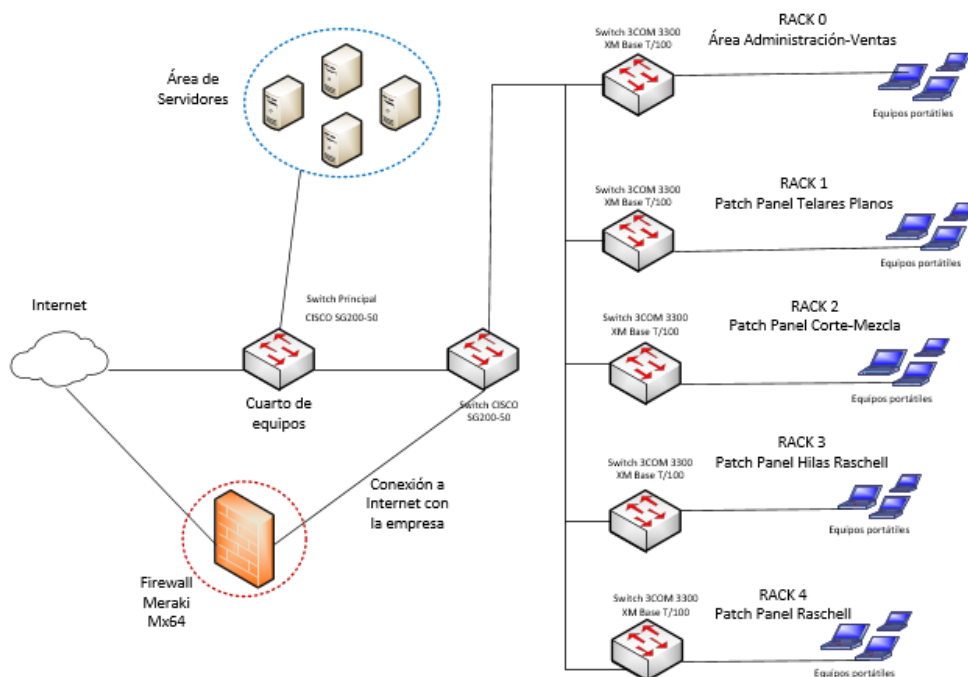 Área de
Servidores
Internet
Switch Principal
CISCO SG200-50
Cuarto de
equipos
Switch CISCO
SG200-50
Conexión a
Internet con
la empresa
Firewall
Meraki
Mx64
Switch 3COM 3300
XM Base T/100
RACK 0
Área Administración-Ventas
Equipos portátiles
Switch 3COM 3300
XM Base T/100
RACK 1
Patch Panel Telares Planos
Equipos portátiles
Switch 3COM 3300
XM Base T/100
RACK 2
Patch Panel Corte-Mezcla
Equipos portátiles
Switch 3COM 3300
XM Base T/100
RACK 3
Patch Panel Hilas Raschell
Equipos portátiles
Switch 3COM 3300
XM Base T/100
RACK 4
Patch Panel Raschell
Equipos portátiles